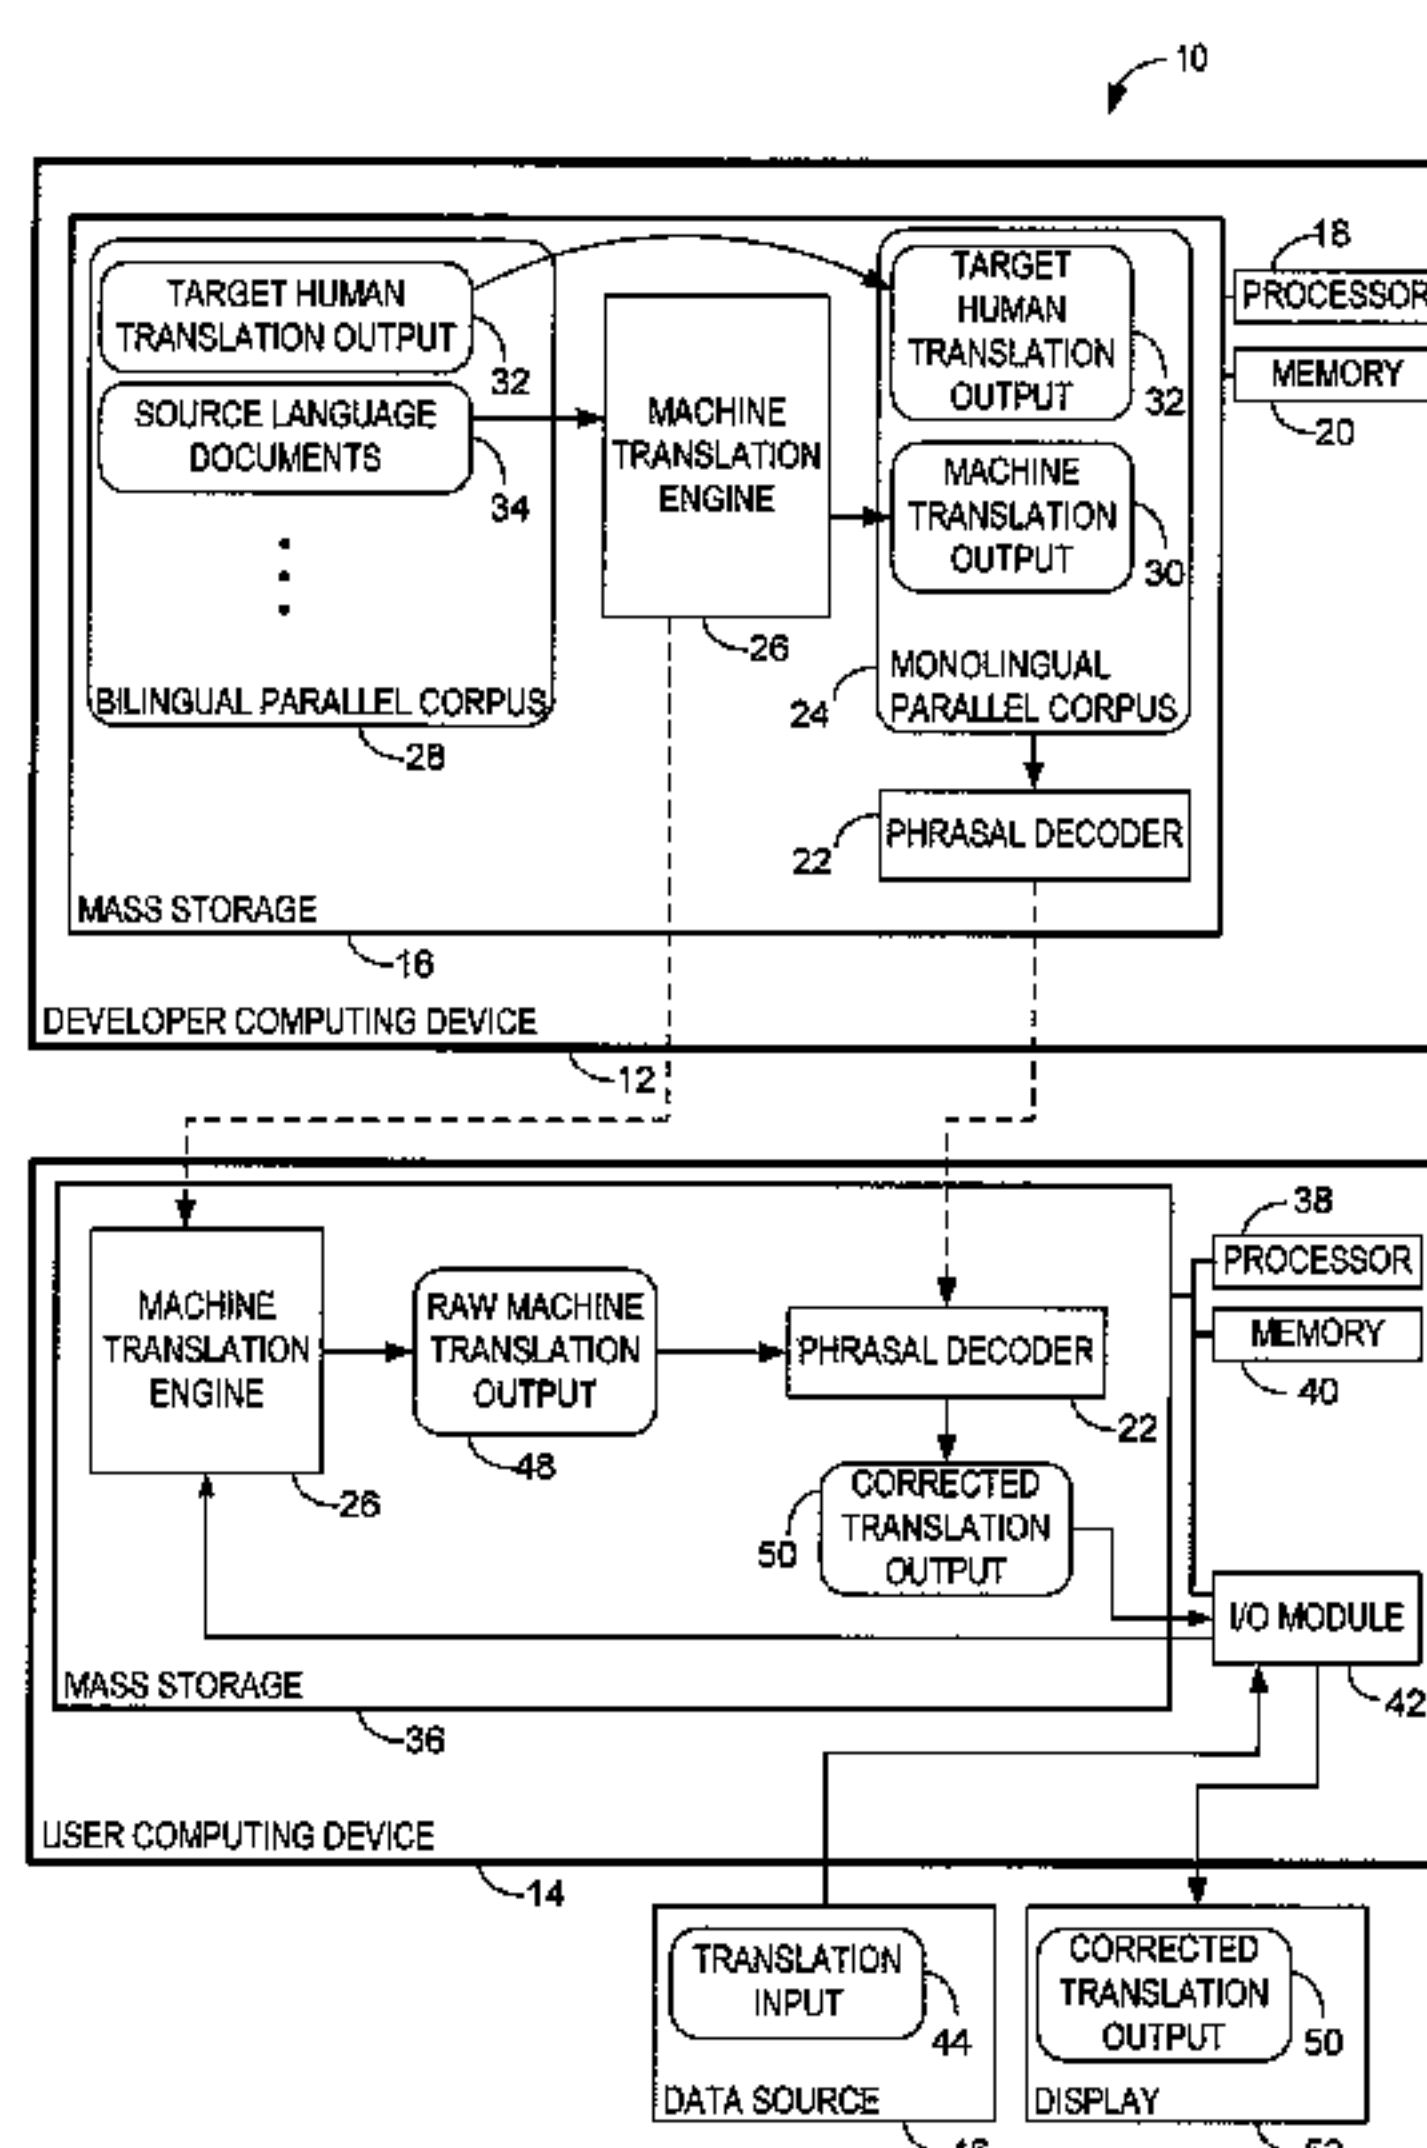 10
TARGET HUMAN
TRANSLATION OUTPUT
32
SOURCE LANGUAGE
DOCUMENTS
34
BILINGUAL PARALLEL CORPUS
28
MACHINE
TRANSLATION
ENGINE
26
TARGET
HUMAN
TRANSLATION
OUTPUT
32
MACHINE
TRANSLATION
OUTPUT
30
MONOLINGUAL
PARALLEL CORPUS
24
PHRASAL DECODER
22
18
PROCESSOR
MEMORY
20
MASS STORAGE
16
DEVELOPER COMPUTING DEVICE
12
MACHINE
TRANSLATION
ENGINE
26
RAW MACHINE
TRANSLATION
OUTPUT
48
PHRASAL DECODER
22
CORRECTED
TRANSLATION
OUTPUT
50
38
PROCESSOR
MEMORY
40
I/O MODULE
42
MASS STORAGE
36
USER COMPUTING DEVICE
14
TRANSLATION
INPUT
44
DATA SOURCE
CORRECTED
TRANSLATION
OUTPUT
50
DISPLAY